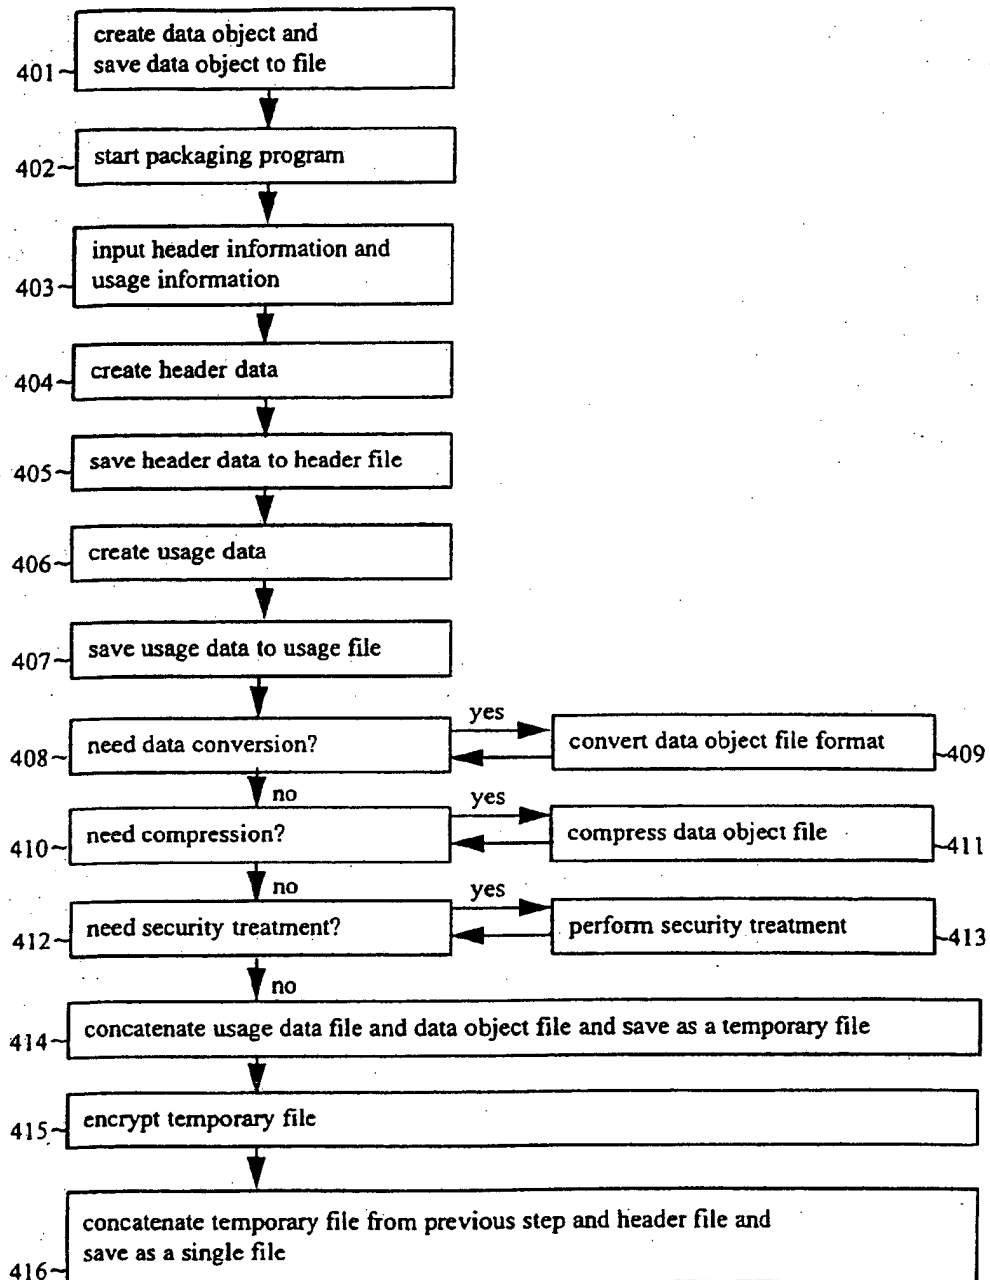 create data object and
save data object to file
401
start packaging program
402
input header information and
usage information
403
create header data
404
save header data to header file
405
create usage data
406
save usage data to usage file
407
yes
need data conversion?
convert data object file format
408
409
no
yes
need compression?
compress data object file
410
411
no
yes
need security treatment?
perform security treatment
412
413
no
concatenate usage data file and data object file and save as a temporary file
414
encrypt temporary file
415
concatenate temporary file from previous step and header file and
save as a single file
416